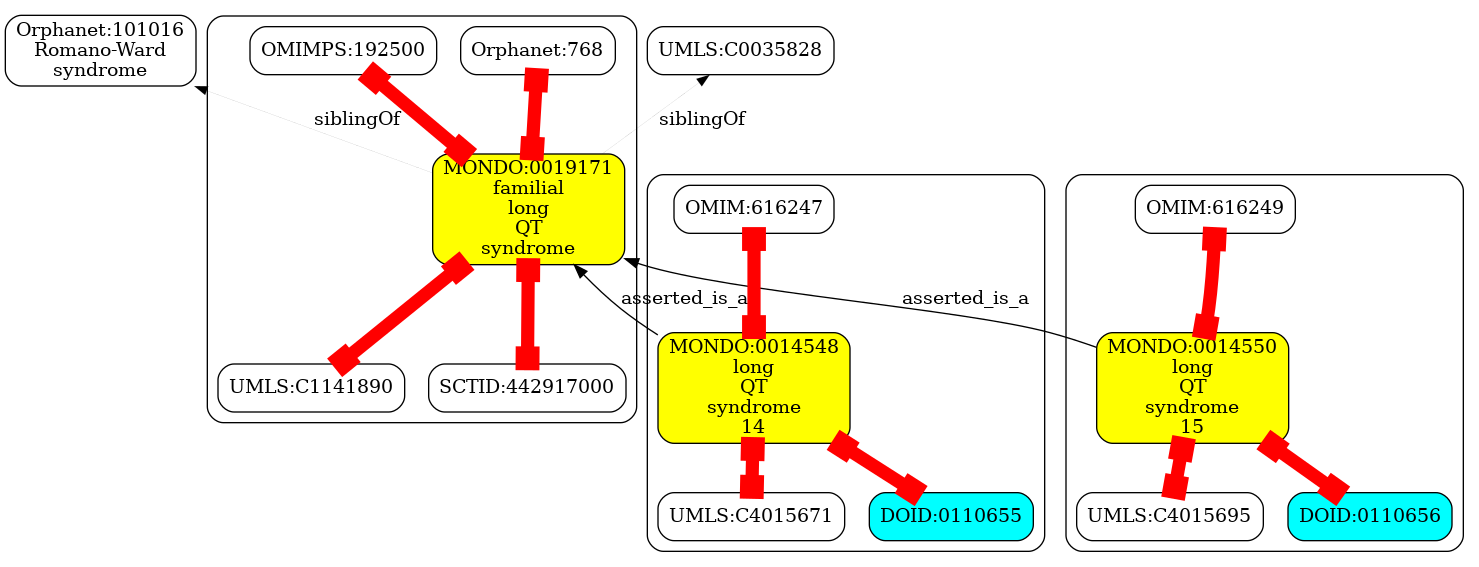 Orphanet:101016
Romano-Ward
syndrome
OMIMPS:192500
Orphanet:768
UMLS:C0035828
siblingOf
siblingOf
MONDO:0019171
familial
long
QT
syndrome
OMIM:616247
OMIM:616249
asserted_is_a
asserted_is_a
UMLS:C1141890
SCTID:442917000
MONDO:0014548
long
QT
syndrome
14
MONDO:0014550
long
QT
syndrome
15
UMLS:C4015671
DOID:0110655
UMLS:C4015695
DOID:0110656